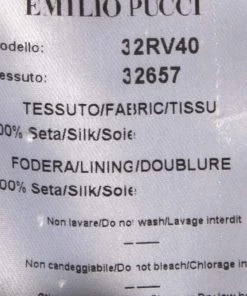 EMILIO PUCCI
odello: 32RV40
essuto: 32657
TESSUTO/FABRIC/TISSU
00% Seta/Silk/Soie
FODERA/LINING/DOUBLURE
00% Seta/Silk/Soie
Non lavare/Do not wash/Lavage interdit
Non candeggiabile/Do not bleach/Chlorage in